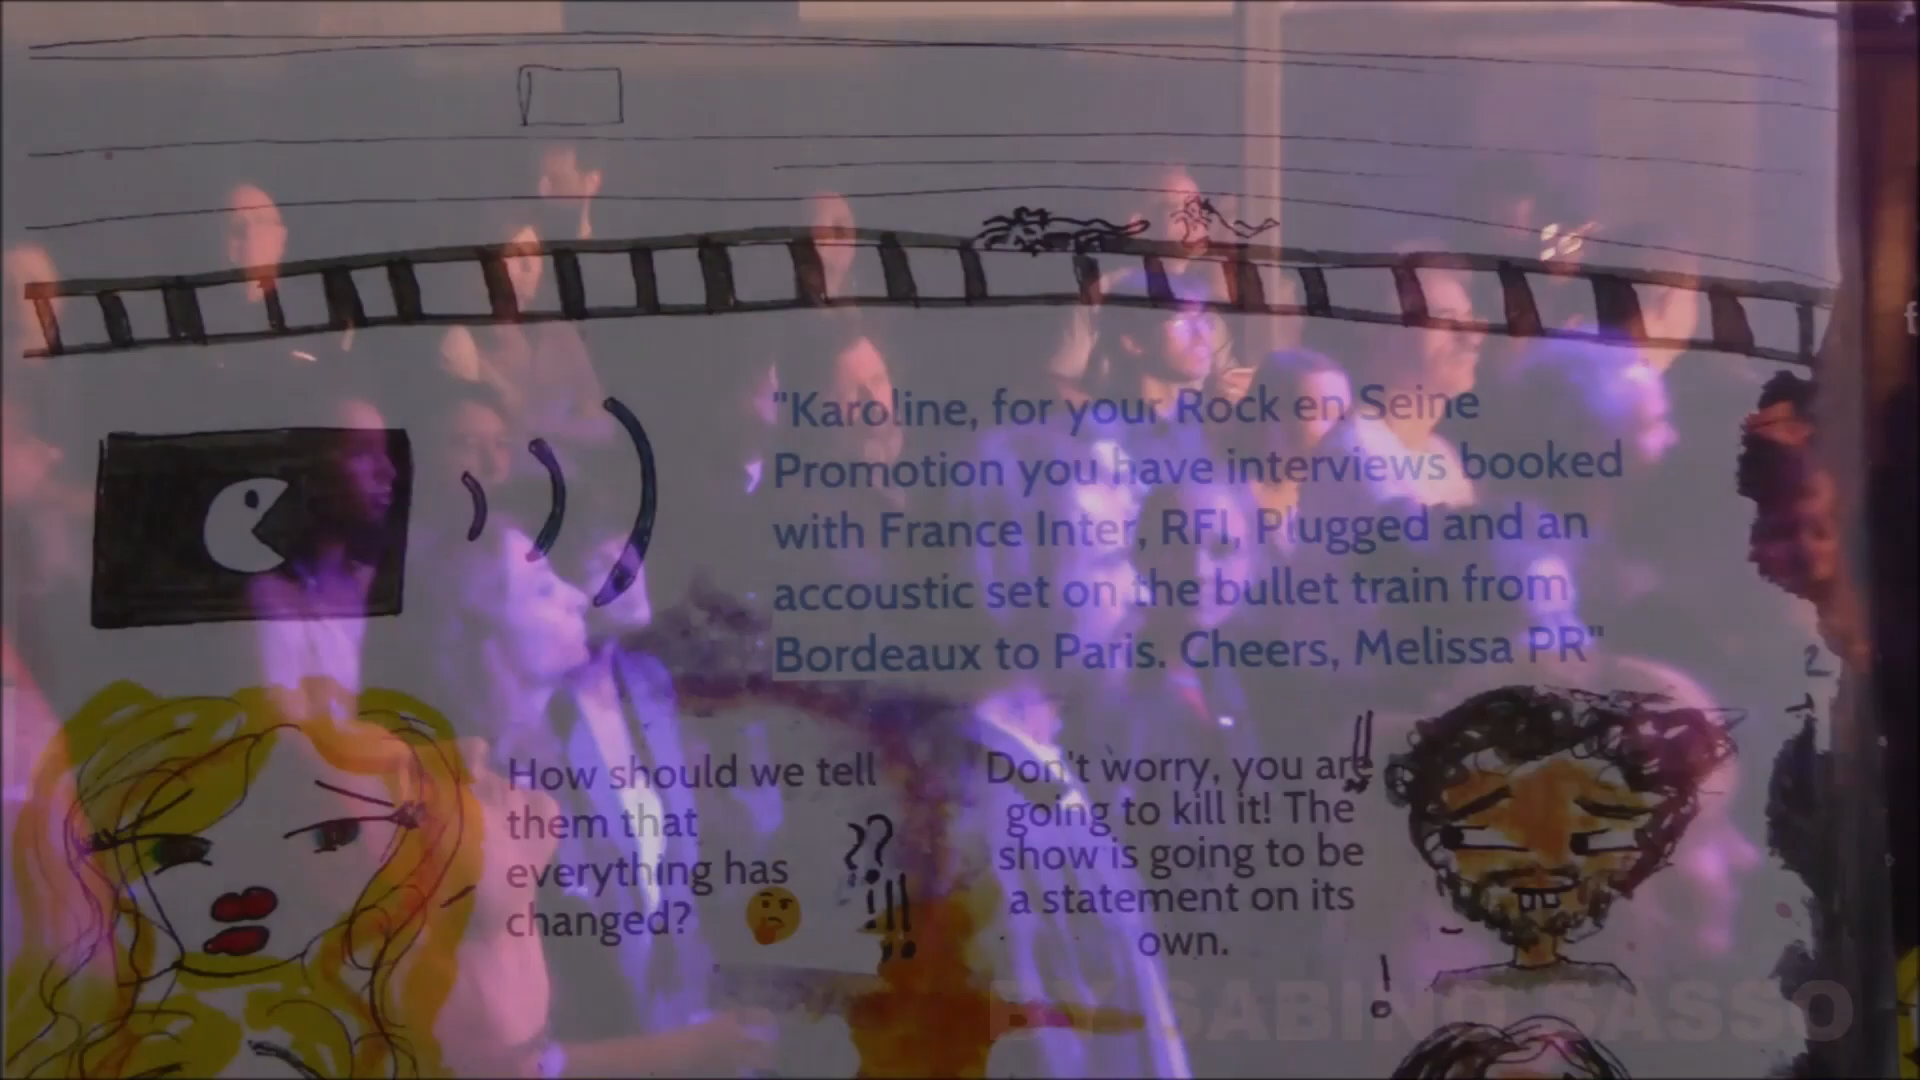 "Karoline, for your Rock en Seine
Promotion you have interviews booked
with France Inter, RFI, Plugged and an
accoustic set on the bullet train from
Bordeaux to Paris. Cheers, Melissa PR"
How should we tell
them that
everything has
changed?
??
!!!
Don't worry, you are
going to kill it! The
show is going to be
a statement on its
own.
!!
!
BY SABINO SASSO